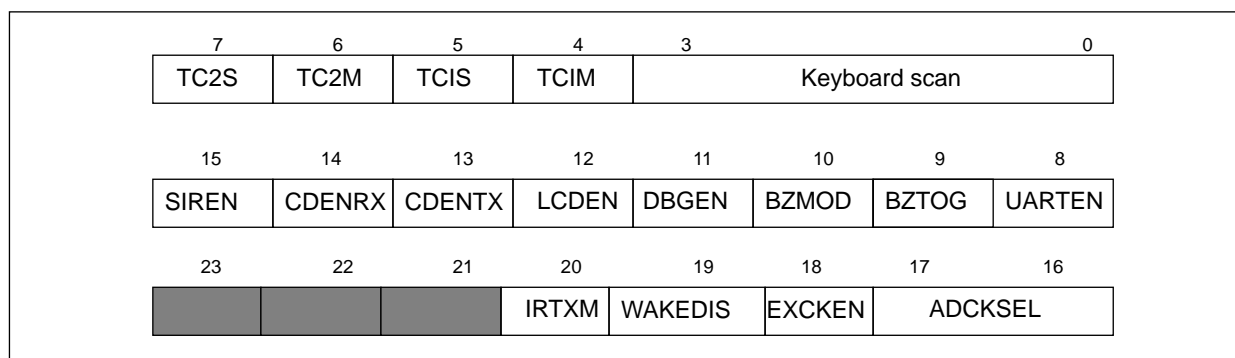 7 6 5 4 3 0
TC2S TC2M TCIS TCIM Keyboard scan
15 14 13 12 11 10 9 8
SIREN CDENRX CDENTX LCDEN DBGEN BZMOD BZTOG UARTEN
23 22 21 20 19 18 17 16
IRTXM WAKEDIS EXCKEN ADCKSEL